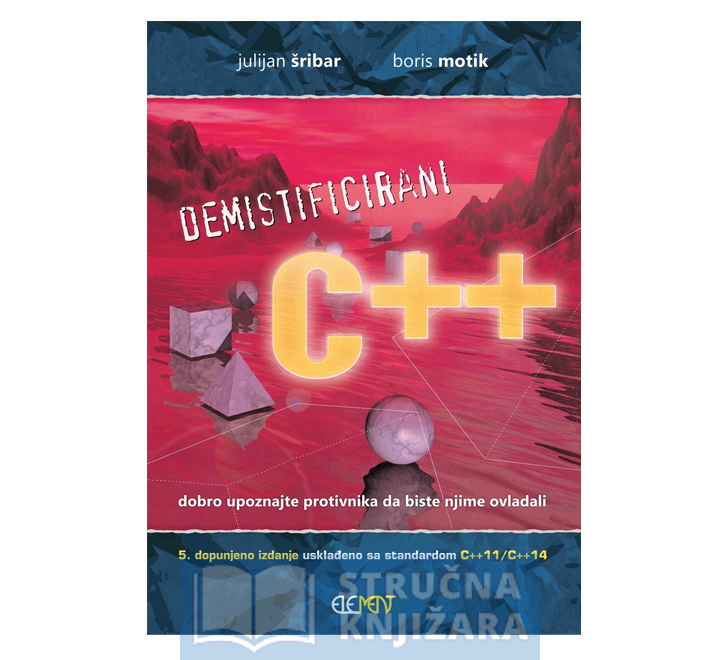 julijan šribar boris motik
DEMISTIFICIRANI
C++
dobro upoznajte protivnika da biste njime ovladali
5. dopunjeno izdanje usklađeno sa standardom C++11/C++14
ELEMENT
STRUČNA
KNJIŽARA